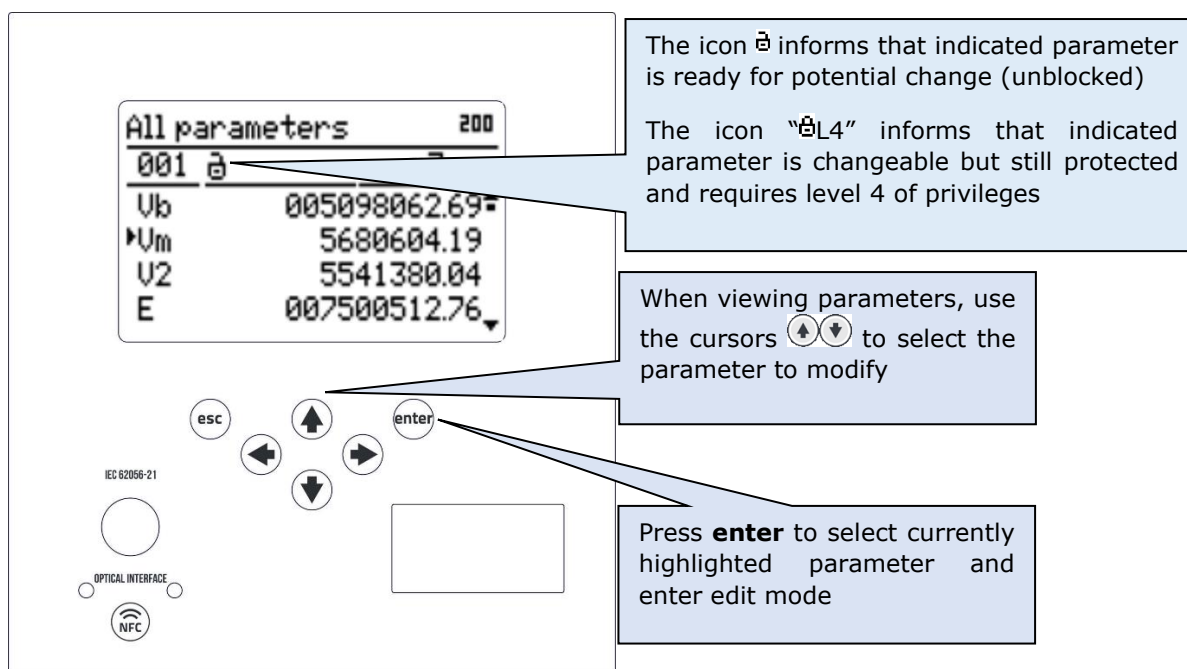 All parameters 200
001
Vb 005098062.69
Vm 5680604.19
V2 5541380.04
E 007500512.76
esc
enter
IEC 62056-21
OPTICAL INTERFACE
NFC
The icon informs that indicated parameter
is ready for potential change (unblocked)
The icon “L4” informs that indicated
parameter is changeable but still protected
and requires level 4 of privileges
When viewing parameters, use
the cursors to select the
parameter to modify
Press enter to select currently
highlighted parameter and
enter edit mode